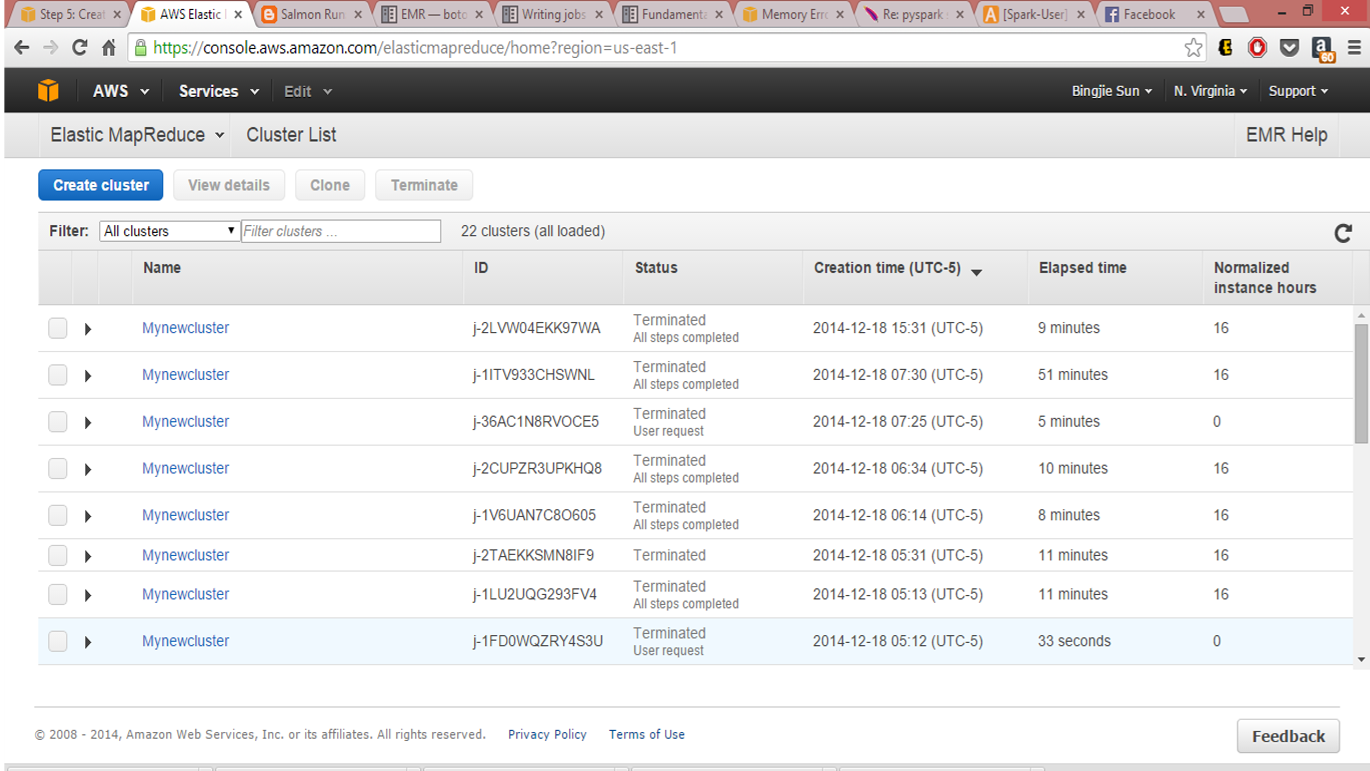 Step 5: Creat
AWS Elastic
Salmon Run
EMR — boto
Writing jobs
Fundamenta
Memory Erro
Re: pyspark s
[Spark-User]
Facebook
https://console.aws.amazon.com/elasticmapreduce/home?region=us-east-1
60
AWS Services Edit Bingjie Sun N. Virginia Support
Elastic MapReduce Cluster List EMR Help
Create cluster View details Clone Terminate
Filter: All clusters Filter clusters ... 22 clusters (all loaded)
Name ID Status Creation time (UTC-5) Elapsed time Normalized
instance hours
Mynewcluster j-2LVW04EKK97WA Terminated 2014-12-18 15:31 (UTC-5) 9 minutes 16
All steps completed
Mynewcluster j-1ITV933CHSWNL Terminated 2014-12-18 07:30 (UTC-5) 51 minutes 16
All steps completed
Mynewcluster j-36AC1N8RVOCE5 Terminated 2014-12-18 07:25 (UTC-5) 5 minutes 0
User request
Mynewcluster j-2CUPZR3UPKHQ8 Terminated 2014-12-18 06:34 (UTC-5) 10 minutes 16
All steps completed
Mynewcluster j-1V6UAN7C8O605 Terminated 2014-12-18 06:14 (UTC-5) 8 minutes 16
All steps completed
Mynewcluster j-2TAEKKSMN8IF9 Terminated 2014-12-18 05:31 (UTC-5) 11 minutes 16
Mynewcluster j-1LU2UQG293FV4 Terminated 2014-12-18 05:13 (UTC-5) 11 minutes 16
All steps completed
Mynewcluster j-1FD0WQZRY4S3U Terminated 2014-12-18 05:12 (UTC-5) 33 seconds 0
User request
© 2008 - 2014, Amazon Web Services, Inc. or its affiliates. All rights reserved. Privacy Policy Terms of Use
Feedback